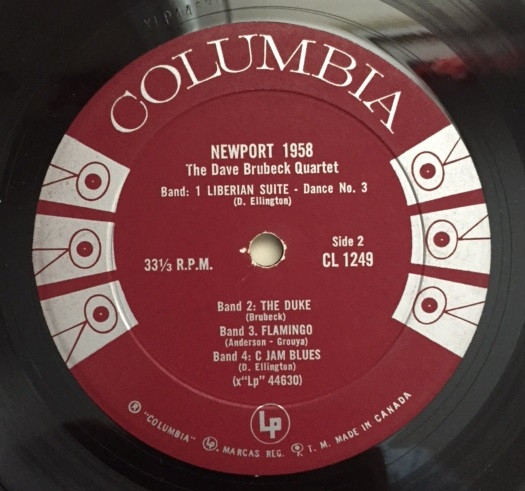 COLUMBIA
NEWPORT 1958
The Dave Brubeck Quartet
Band: 1 LIBERIAN SUITE - Dance No. 3
(D. Ellington)
33⅓ R.P.M.
Side 2
CL 1249
Band 2: THE DUKE
(Brubeck)
Band 3. FLAMINGO
(Anderson - Grouya)
Band 4: C JAM BLUES
(D. Ellington)
(x"Lp" 44630)
Lp
® "COLUMBIA" Lp. MARCAS REG. T. M. MADE IN CANADA